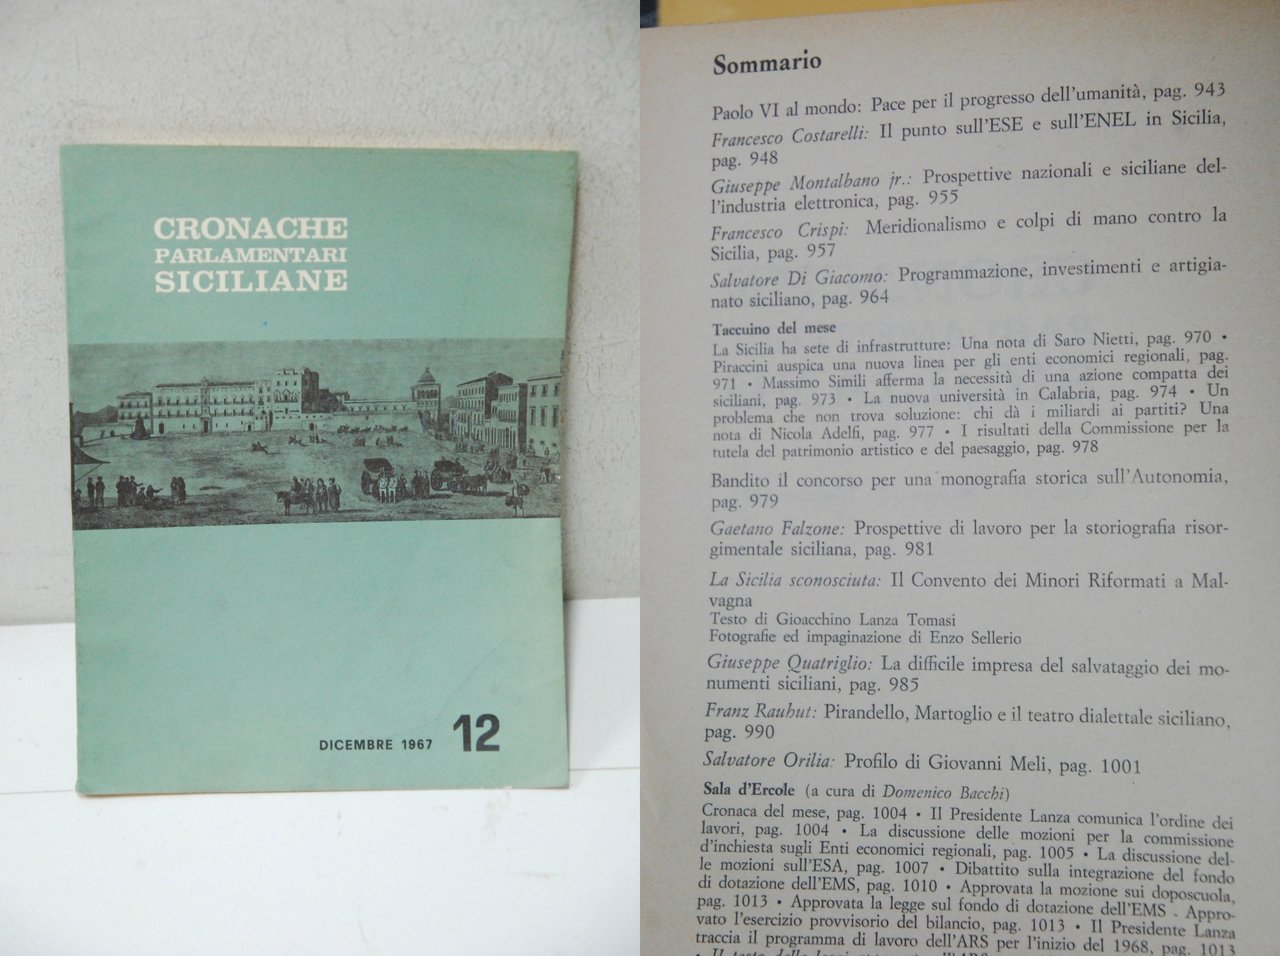 CRONACHE
PARLAMENTARI
SICILIANE
DICEMBRE 1967 12
Sommario
Paolo VI al mondo: Pace per il progresso dell'umanità, pag. 943
Francesco Costarelli: Il punto sull'ESE e sull'ENEL in Sicilia,
pag. 948
Giuseppe Montalbano jr.: Prospettive nazionali e siciliane del-
l'industria elettronica, pag. 955
Francesco Crispi: Meridionalismo e colpi di mano contro la
Sicilia, pag. 957
Salvatore Di Giacomo: Programmazione, investimenti e artigia-
nato siciliano, pag. 964
Taccuino del mese
La Sicilia ha sete di infrastrutture: Una nota di Saro Nietti, pag. 970 •
Piraccini auspica una nuova linea per gli enti economici regionali, pag.
971 • Massimo Simili afferma la necessità di una azione compatta dei
siciliani, pag. 973 • La nuova università in Calabria, pag. 974 • Un
problema che non trova soluzione: chi dà i miliardi ai partiti? Una
nota di Nicola Adelfi, pag. 977 • I risultati della Commissione per la
tutela del patrimonio artistico e del paesaggio, pag. 978
Bandito il concorso per una monografia storica sull'Autonomia,
pag. 979
Gaetano Falzone: Prospettive di lavoro per la storiografia risor-
gimentale siciliana, pag. 981
La Sicilia sconosciuta: Il Convento dei Minori Riformati a Mal-
vagna
Testo di Gioacchino Lanza Tomasi
Fotografie ed impaginazione di Enzo Sellerio
Giuseppe Quatriglio: La difficile impresa del salvataggio dei mo-
numenti siciliani, pag. 985
Franz Rauhut: Pirandello, Martoglio e il teatro dialettale siciliano,
pag. 990
Salvatore Orilia: Profilo di Giovanni Meli, pag. 1001
Sala d'Ercole (a cura di Domenico Bacchi)
Cronaca del mese, pag. 1004 • Il Presidente Lanza comunica l'ordine dei
lavori, pag. 1004 • La discussione delle mozioni per la commissione
d'inchiesta sugli Enti economici regionali, pag. 1005 • La discussione del-
le mozioni sull'ESA, pag. 1007 • Dibattito sulla integrazione del fondo
di dotazione dell'EMS, pag. 1010 • Approvata la mozione sui doposcuola,
pag. 1013 • Approvata la legge sul fondo di dotazione dell'EMS - Appro-
vato l'esercizio provvisorio del bilancio, pag. 1013 • Il Presidente Lanza
traccia il programma di lavoro dell'ARS per l'inizio del 1968, pag. 1013